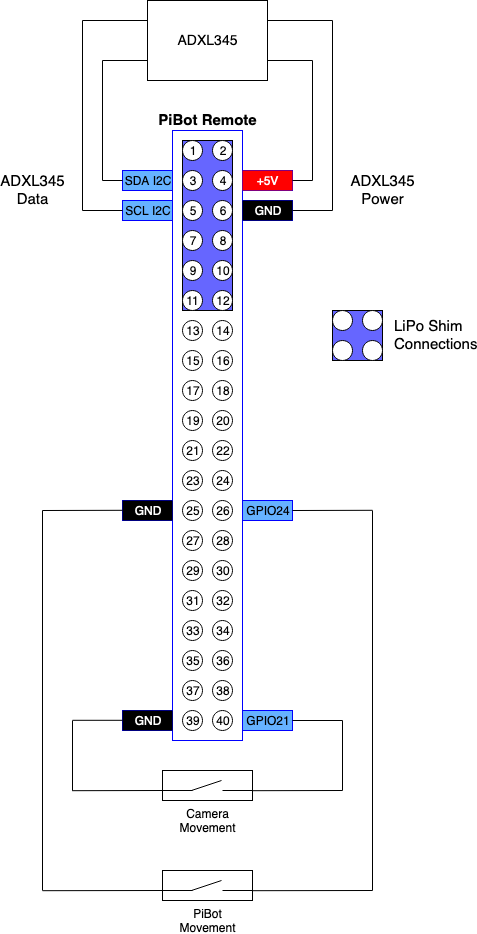 ADXL345
PiBot Remote
1 2
ADXL345
Data
SDA I2C 3 4 +5V
ADXL345
Power
SCL I2C 5 6 GND
7 8
9 10
11 12
LiPo Shim
Connections
13 14
15 16
17 18
19 20
21 22
23 24
GND 25 26 GPIO24
27 28
29 30
31 32
33 34
35 36
37 38
GND 39 40 GPIO21
Camera
Movement
PiBot
Movement